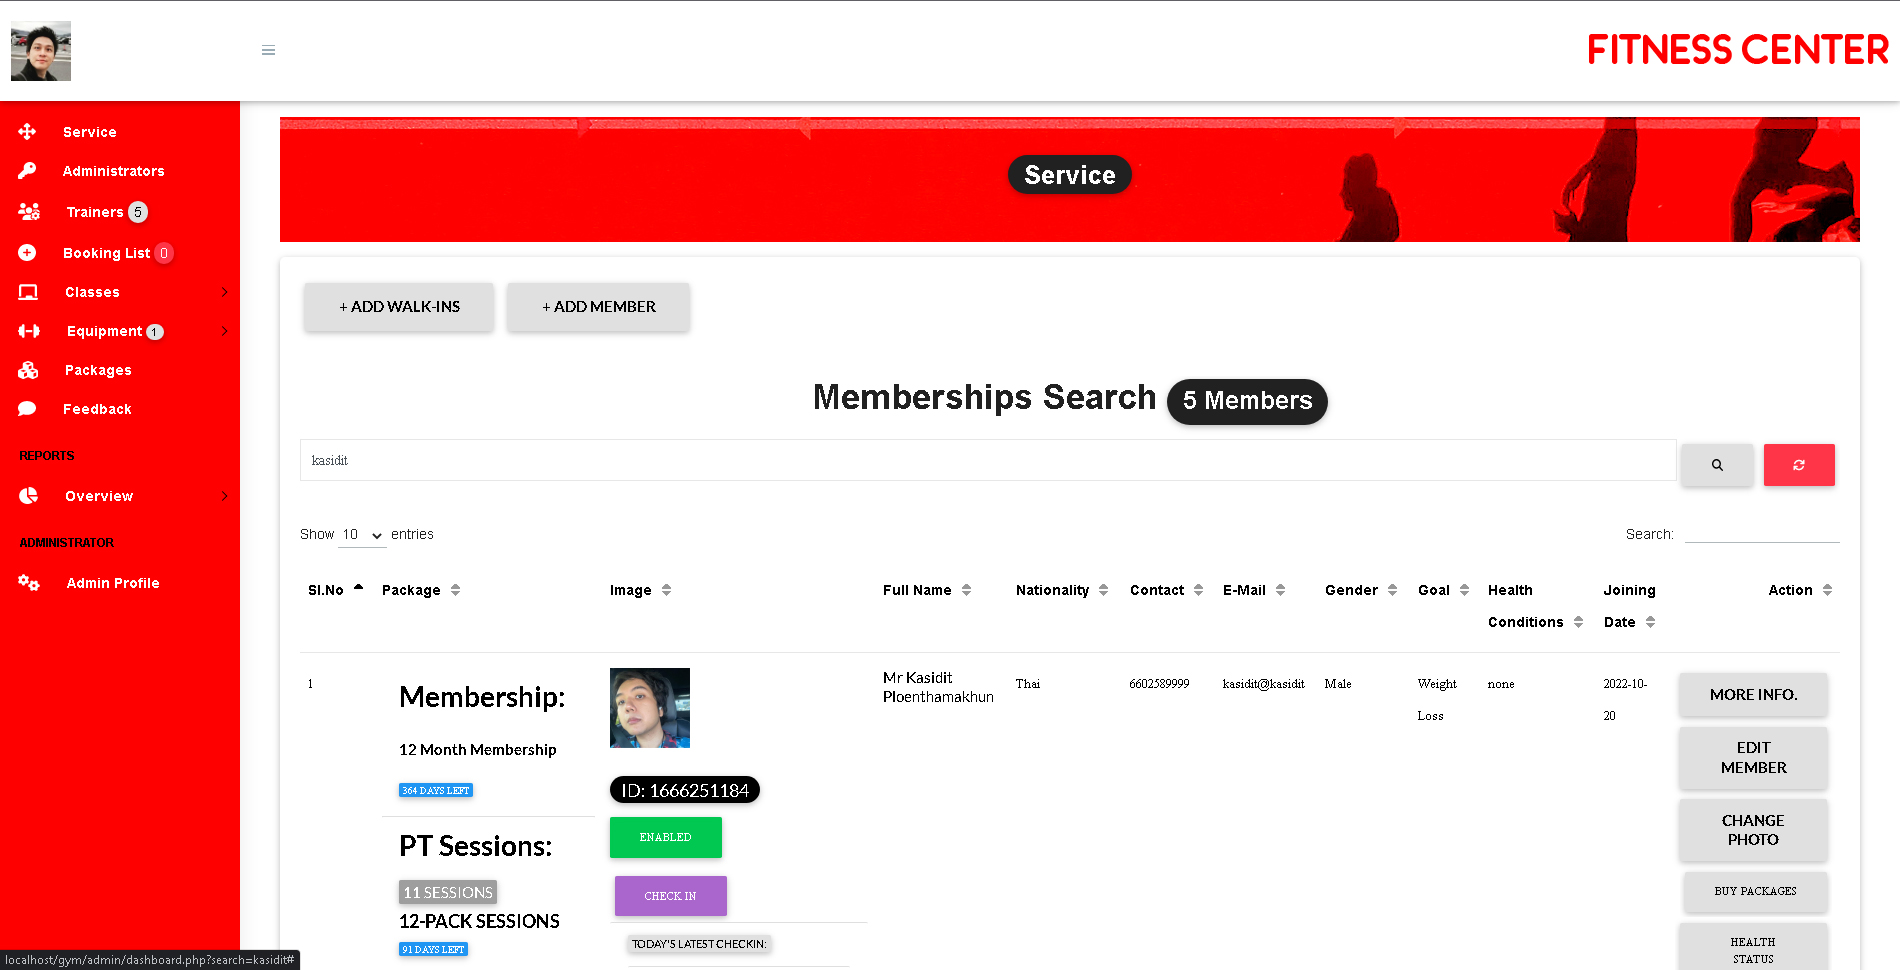 FITNESS CENTER
Service
Administrators
Trainers 5
Booking List 0
Classes
Equipment 1
Packages
Feedback
REPORTS
Overview
ADMINISTRATOR
Admin Profile
Service
+ ADD WALK-INS
+ ADD MEMBER
Memberships Search 5 Members
kasidit
Show 10 entries
Search:
Sl.No Package Image Full Name Nationality Contact E-Mail Gender Goal Health Conditions Joining Date Action
1
Membership:
12 Month Membership
364 DAYS LEFT
PT Sessions:
11 SESSIONS
12-PACK SESSIONS
91 DAYS LEFT
ID: 1666251184
ENABLED
CHECK IN
TODAY'S LATEST CHECKIN:
Mr Kasidit
Ploenthamakhun
Thai
6602589999
kasidit@kasidit
Male
Weight
Loss
none
2022-10-
20
MORE INFO.
EDIT
MEMBER
CHANGE
PHOTO
BUY PACKAGES
HEALTH
STATUS
localhost/gym/admin/dashboard.php?search=kasidit#